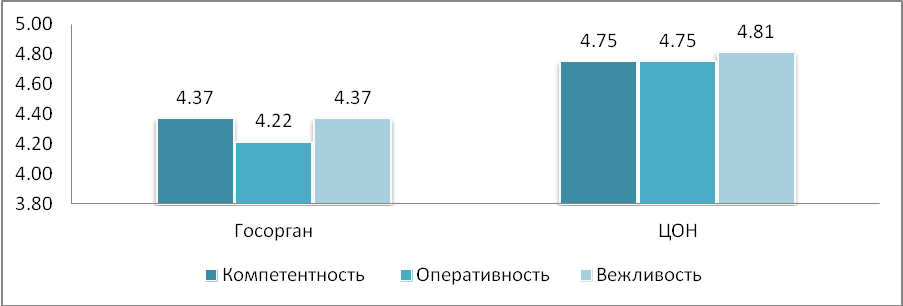 5.00
4.80
4.60
4.40
4.20
4.00
3.80
4.37
4.22
4.37
4.75
4.75
4.81
Госорган
ЦОН
Компетентность
Оперативность
Вежливость